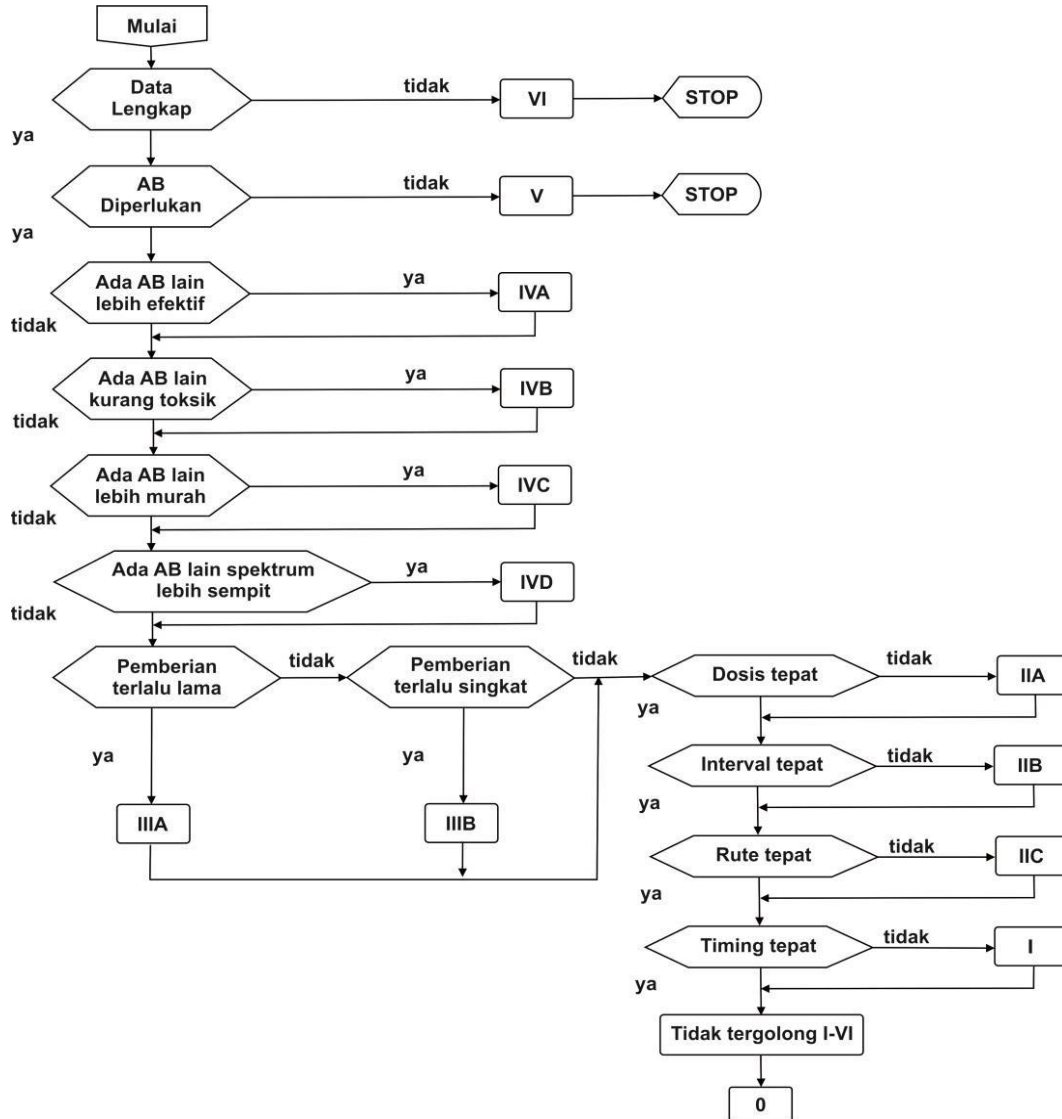 Mulai
Data
Lengkap
tidak
VI
STOP
ya
AB
Diperlukan
tidak
V
STOP
ya
Ada AB lain
lebih efektif
ya
IVA
tidak
Ada AB lain
kurang toksik
ya
IVB
tidak
Ada AB lain
lebih murah
ya
IVC
tidak
Ada AB lain spektrum
lebih sempit
ya
IVD
tidak
Pemberian
terlalu lama
tidak
Pemberian
terlalu singkat
tidak
Dosis tepat
tidak
IIA
ya
ya
ya
Interval tepat
tidak
IIB
ya
IIIA
IIIB
Rute tepat
tidak
IIC
ya
Timing tepat
tidak
I
ya
Tidak tergolong I-VI
0